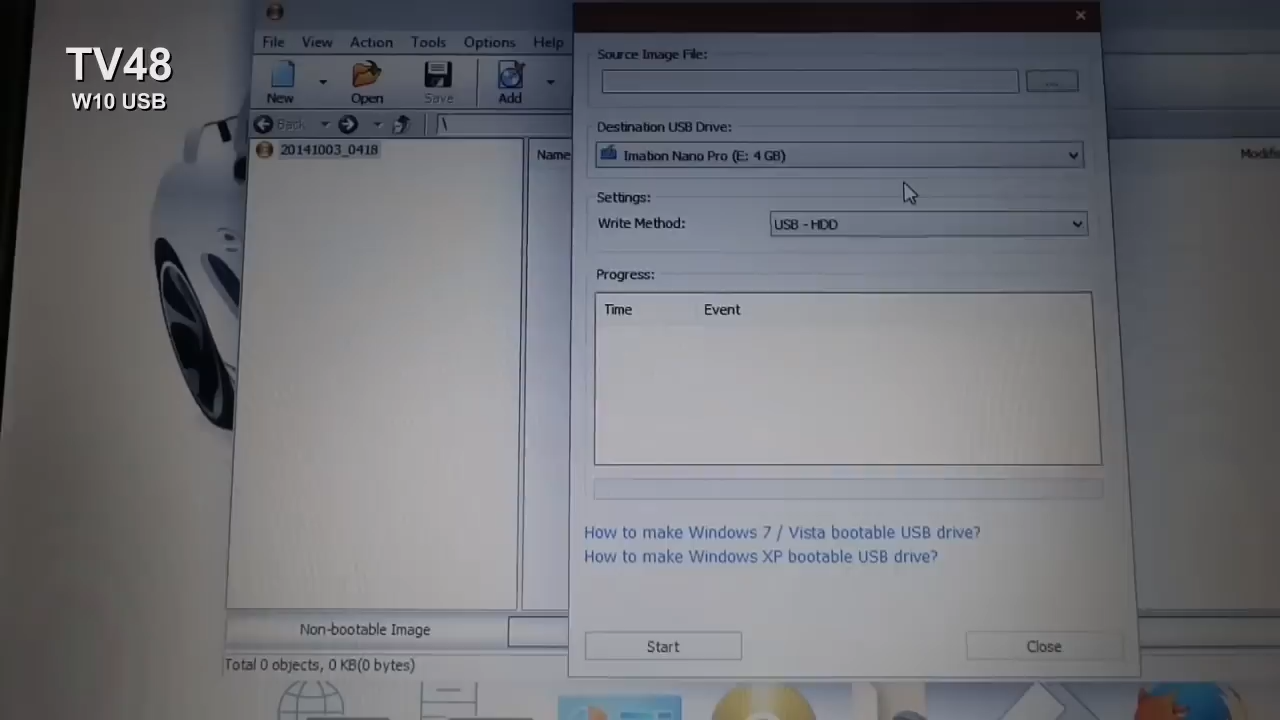 TV48
W10 USB
File View Action Tools Options Help
New Open Save Add
Back \
20141003_0418
Name
Source Image File:
...
Destination USB Drive:
Imation Nano Pro (E: 4 GB)
Settings:
Write Method: USB - HDD
Progress:
Time Event
How to make Windows 7 / Vista bootable USB drive?
How to make Windows XP bootable USB drive?
Start Close
Non-bootable Image
Total 0 objects, 0 KB(0 bytes)